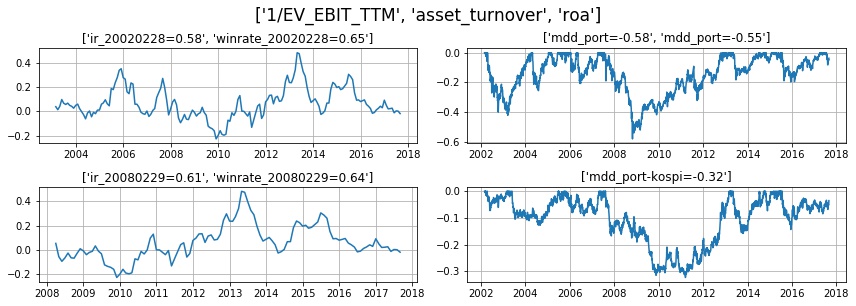 ['1/EV_EBIT_TTM', 'asset_turnover', 'roa']
['ir_20020228=0.58', 'winrate_20020228=0.65']
0.4
0.2
0.0
−0.2
2004 2006 2008 2010 2012 2014 2016 2018
['mdd_port=-0.58', 'mdd_port=-0.55']
0.0
−0.2
−0.4
−0.6
2002 2004 2006 2008 2010 2012 2014 2016 2018
['ir_20080229=0.61', 'winrate_20080229=0.64']
0.4
0.2
0.0
−0.2
2008 2009 2010 2011 2012 2013 2014 2015 2016 2017 2018
['mdd_port-kospi=-0.32']
0.0
−0.1
−0.2
−0.3
2002 2004 2006 2008 2010 2012 2014 2016 2018